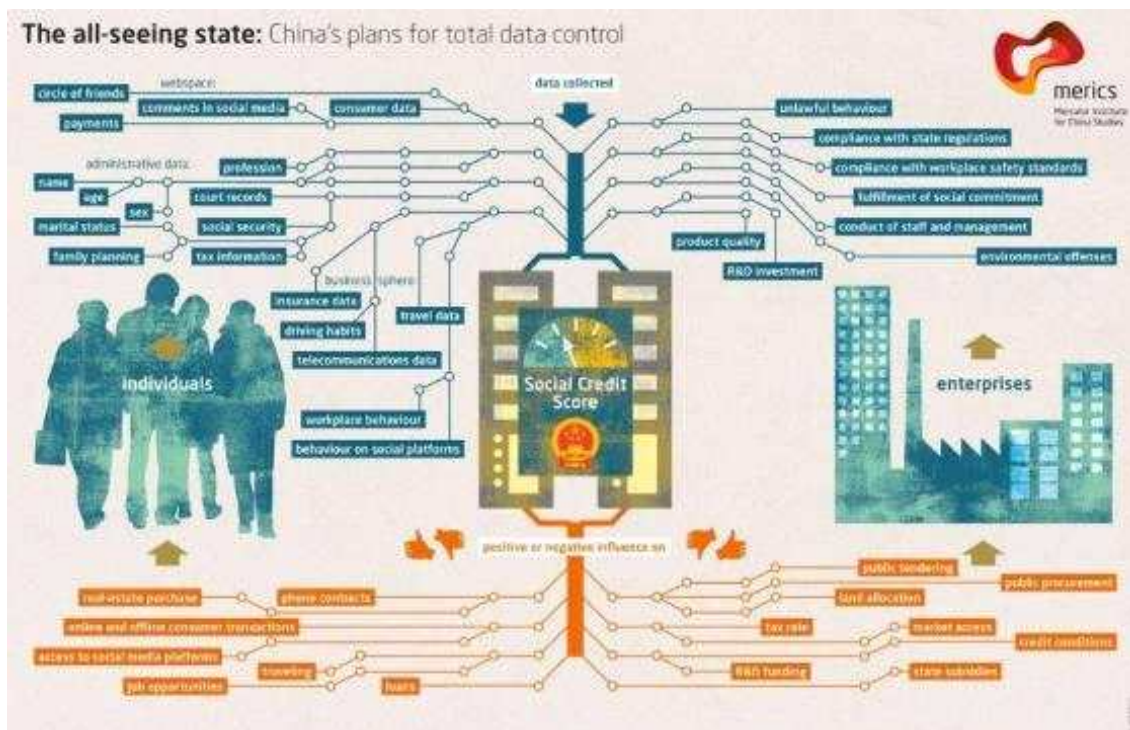 The all-seeing state: China's plans for total data control
merics
Mercator Institute
for China Studies
data collected
webspace:
circle of friends
comments in social media
consumer data
payments
administrative data:
profession
name
age
court records
sex
marital status
social security
family planning
tax information
business sphere:
insurance data
travel data
driving habits
telecommunications data
workplace behaviour
behaviour on social platforms
individuals
unlawful behaviour
compliance with state regulations
compliance with workplace safety standards
fulfillment of social commitment
conduct of staff and management
product quality
environmental offenses
R&D investment
Social Credit
Score
enterprises
positive or negative influence on
real-estate purchase
phone contracts
online and offline consumer transactions
access to social media platforms
traveling
job opportunities
loans
public tendering
public procurement
land allocation
tax rate
market access
credit conditions
R&D funding
state subsidies